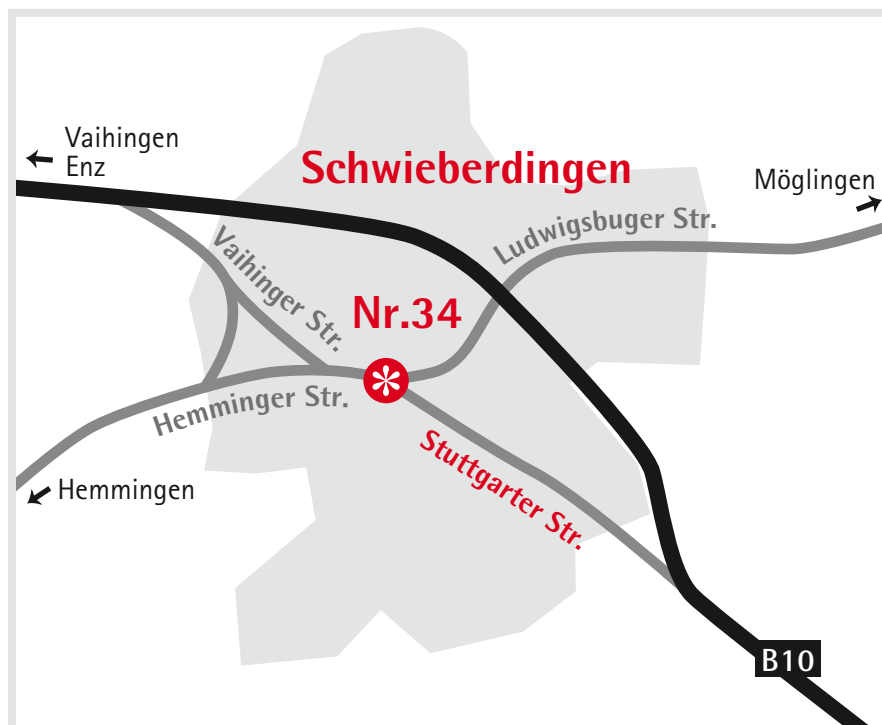 Vaihingen
Enz
Schwieberdingen
Möglingen
Ludwigsbuger Str.
Vaihinger Str.
Nr.34
Hemminger Str.
Stuttgarter Str.
Hemmingen
B10